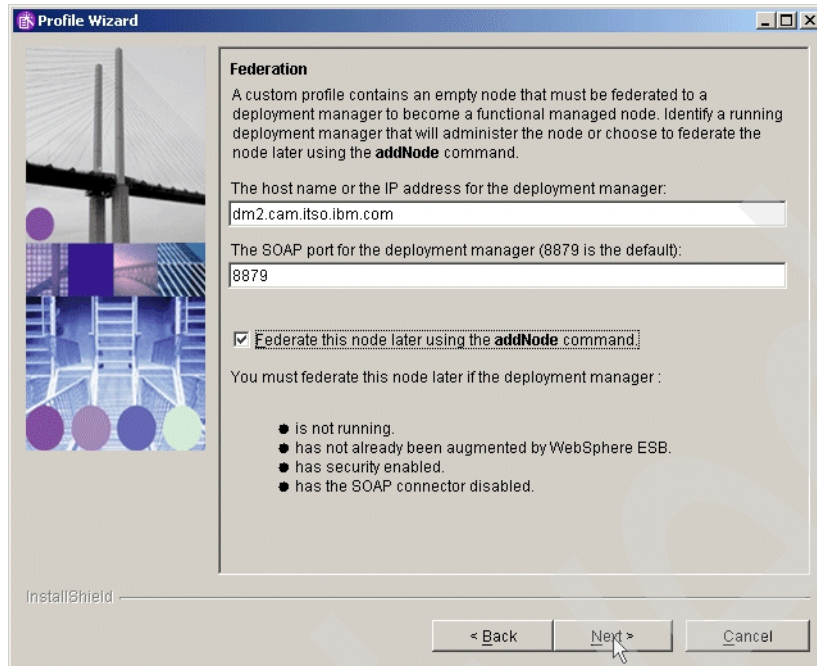 Profile Wizard
Federation
A custom profile contains an empty node that must be federated to a
deployment manager to become a functional managed node. Identify a running
deployment manager that will administer the node or choose to federate the
node later using the addNode command.
The host name or the IP address for the deployment manager:
dm2.cam.itso.ibm.com
The SOAP port for the deployment manager (8879 is the default):
8879
Federate this node later using the addNode command.
You must federate this node later if the deployment manager :
is not running.
has not already been augmented by WebSphere ESB.
has security enabled.
has the SOAP connector disabled.
InstallShield
< Back Next > Cancel